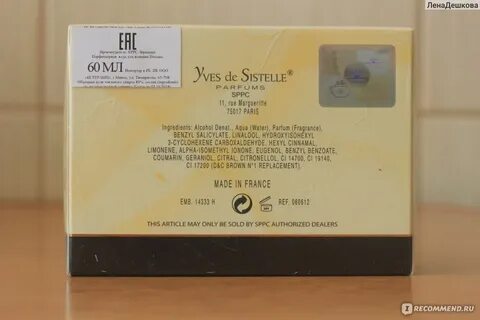 ЛенаДешкова
EAC
60 МЛ
YVES de SISTELLE®
PARFUMS
SPPC
11, rue Margueritte
75017 PARIS
Ingredients: Alcohol Denat., Aqua (Water), Parfum (Fragrance),
BENZYL SALICYLATE, LINALOOL, HYDROXYISOHEXYL
3-CYCLOHEXENE CARBOXALDEHYDE, HEXYL CINNAMAL,
LIMONENE, ALPHA-ISOMETHYL IONONE, EUGENOL, BENZYL BENZOATE,
COUMARIN, GERANIOL, CITRAL, CITRONELLOL, CI 14700, CI 19140,
CI 17200 (D&C BROWN N°1 REPLACEMENT).
MADE IN FRANCE
EMB. 14333 H
REF. 060612
THIS ARTICLE MAY ONLY BE SOLD BY SPPC AUTHORIZED DEALERS
IRECOMMEND.RU